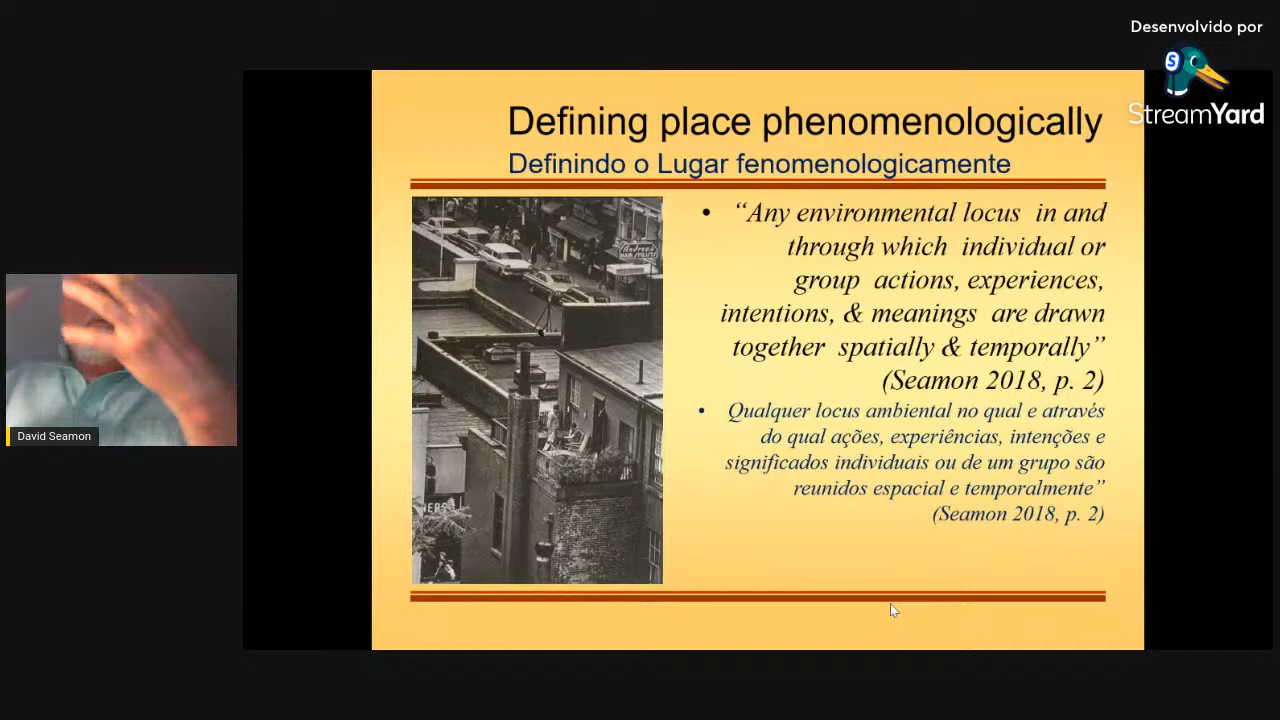 Desenvolvido por
StreamYard
Defining place phenomenologically
Definindo o Lugar fenomenologicamente
• “Any environmental locus in and
through which individual or
group actions, experiences,
intentions, & meanings are drawn
together spatially & temporally”
(Seamon 2018, p. 2)
• Qualquer locus ambiental no qual e através
do qual ações, experiências, intenções e
significados individuais ou de um grupo são
reunidos espacial e temporalmente”
(Seamon 2018, p. 2)
David Seamon